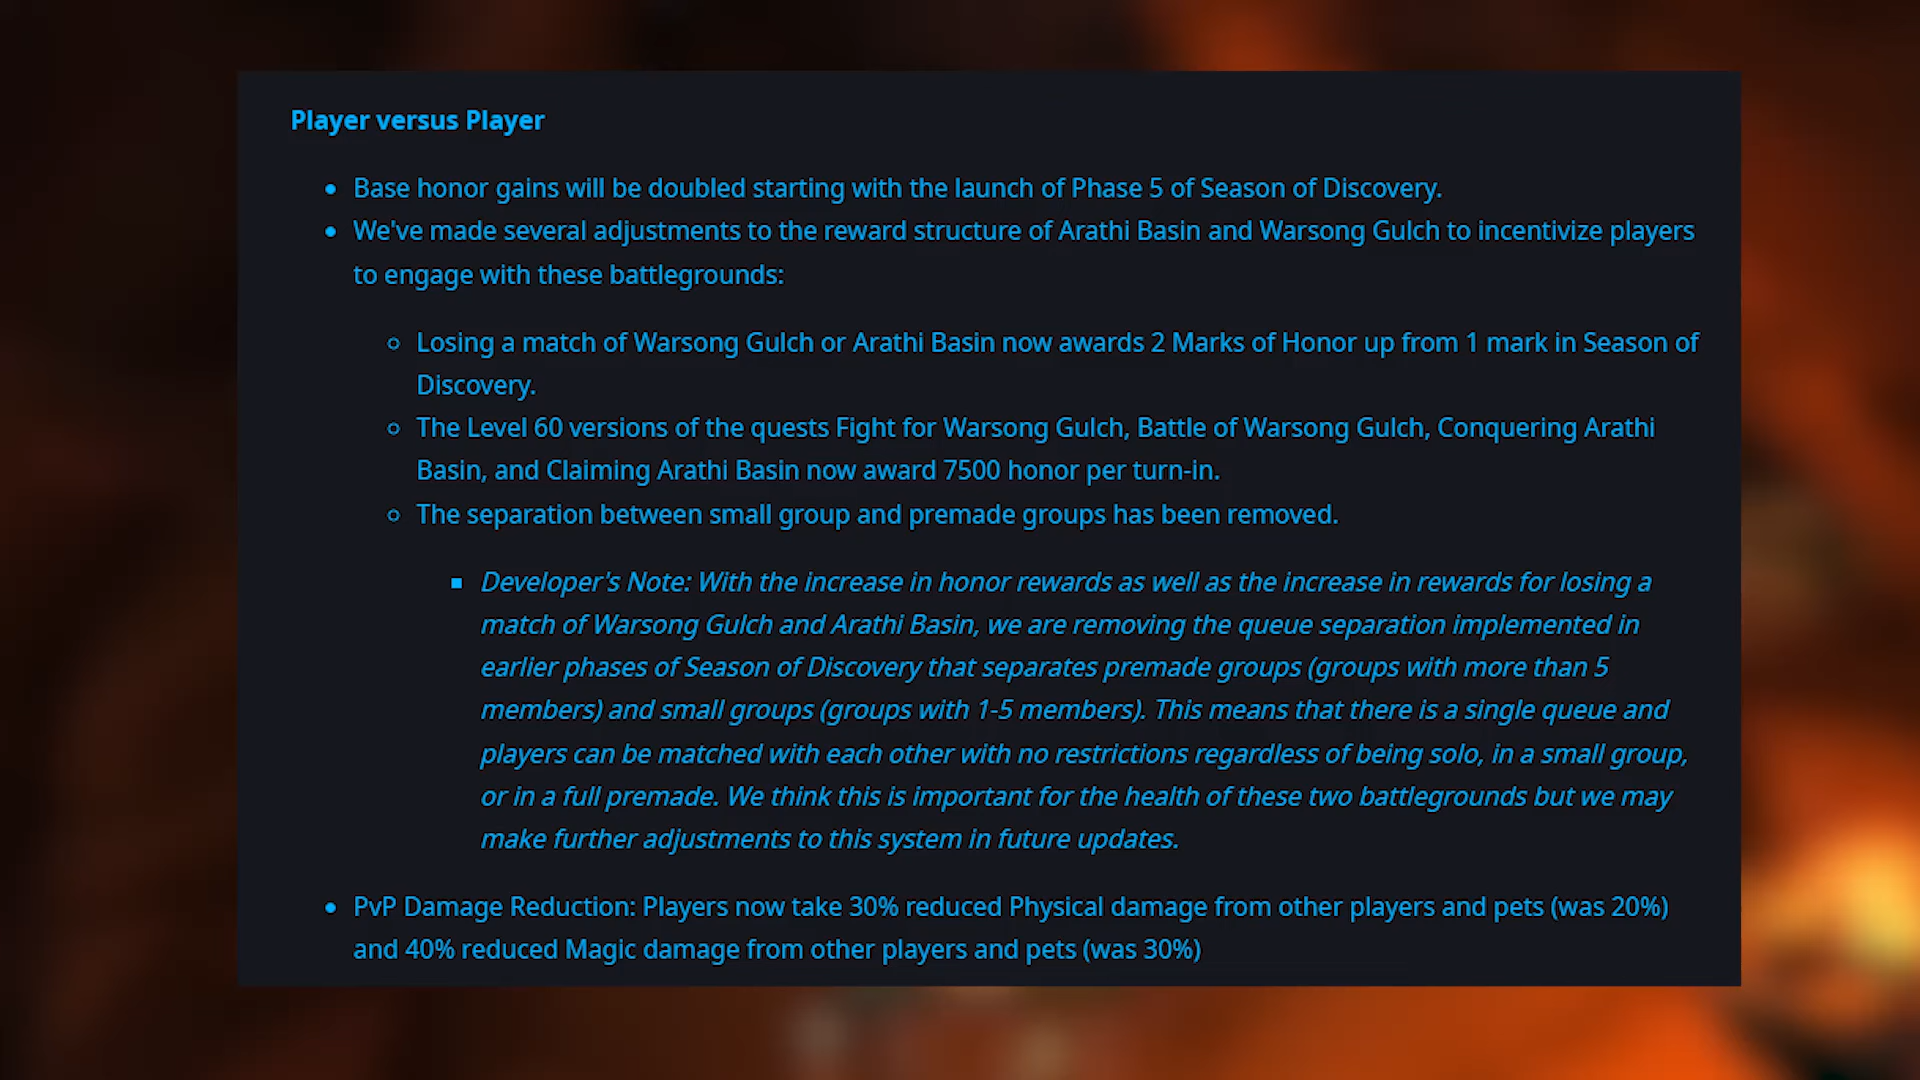 Player versus Player
Base honor gains will be doubled starting with the launch of Phase 5 of Season of Discovery.
We've made several adjustments to the reward structure of Arathi Basin and Warsong Gulch to incentivize players
to engage with these battlegrounds:
Losing a match of Warsong Gulch or Arathi Basin now awards 2 Marks of Honor up from 1 mark in Season of
Discovery.
The Level 60 versions of the quests Fight for Warsong Gulch, Battle of Warsong Gulch, Conquering Arathi
Basin, and Claiming Arathi Basin now award 7500 honor per turn-in.
The separation between small group and premade groups has been removed.
Developer's Note: With the increase in honor rewards as well as the increase in rewards for losing a
match of Warsong Gulch and Arathi Basin, we are removing the queue separation implemented in
earlier phases of Season of Discovery that separates premade groups (groups with more than 5
members) and small groups (groups with 1-5 members). This means that there is a single queue and
players can be matched with each other with no restrictions regardless of being solo, in a small group,
or in a full premade. We think this is important for the health of these two battlegrounds but we may
make further adjustments to this system in future updates.
PvP Damage Reduction: Players now take 30% reduced Physical damage from other players and pets (was 20%)
and 40% reduced Magic damage from other players and pets (was 30%)